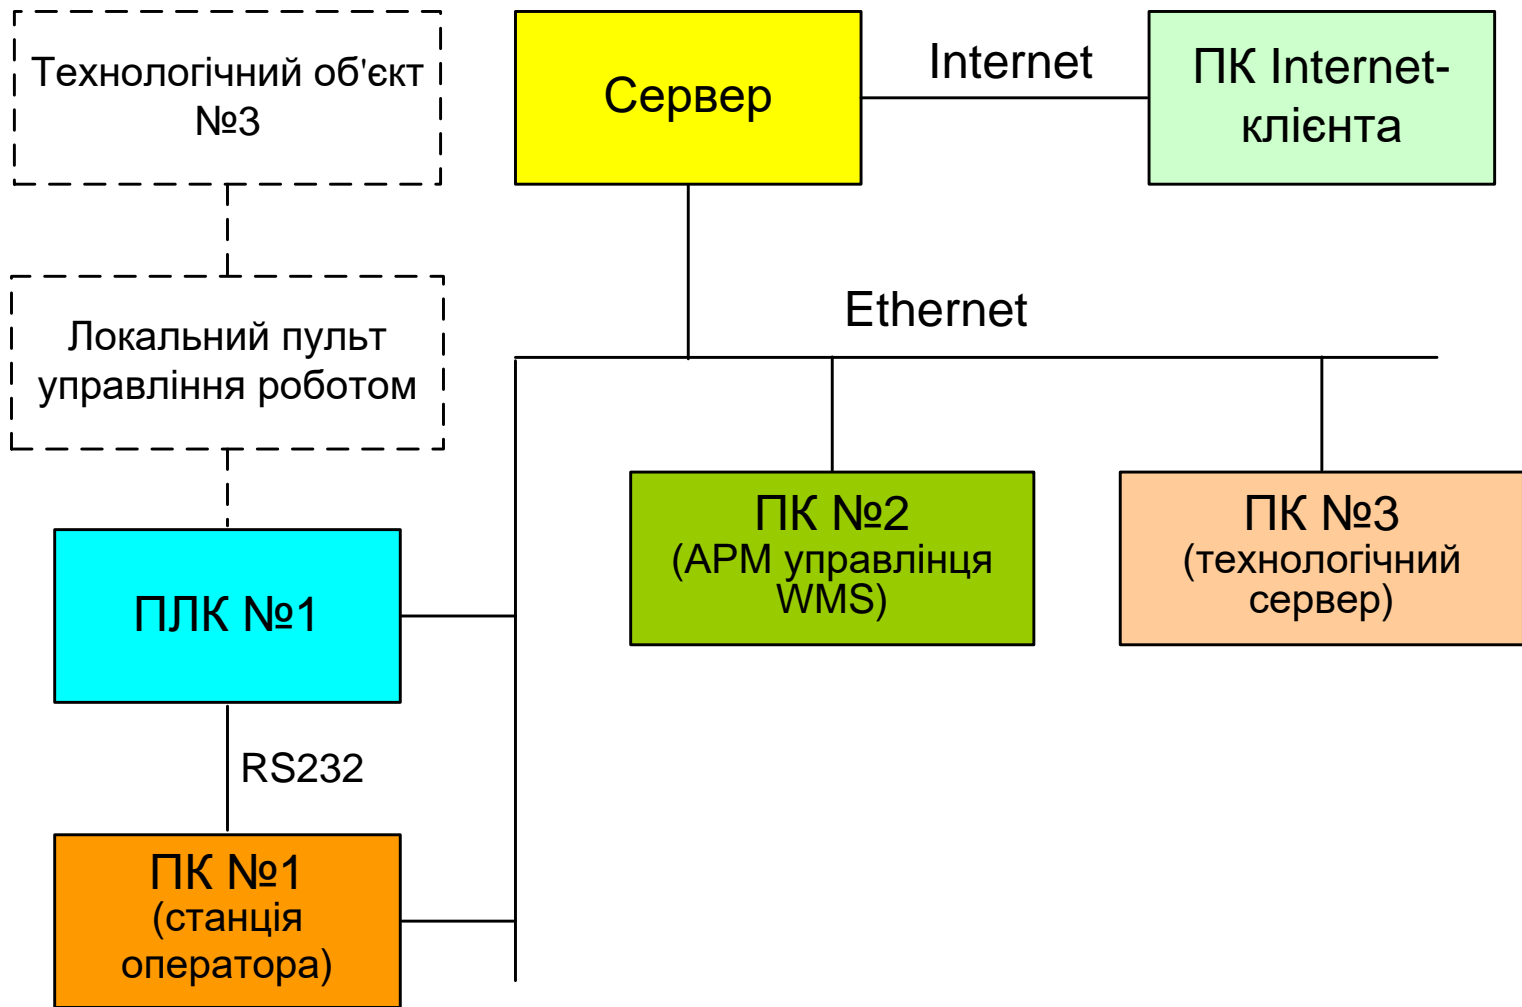 Технологічний об'єкт
№3
Сервер
Internet
ПК Internet-
клієнта
Локальний пульт
управління роботом
Ethernet
ПЛК №1
ПК №2
(АРМ управлінця
WMS)
ПК №3
(технологічний
сервер)
RS232
ПК №1
(станція
оператора)